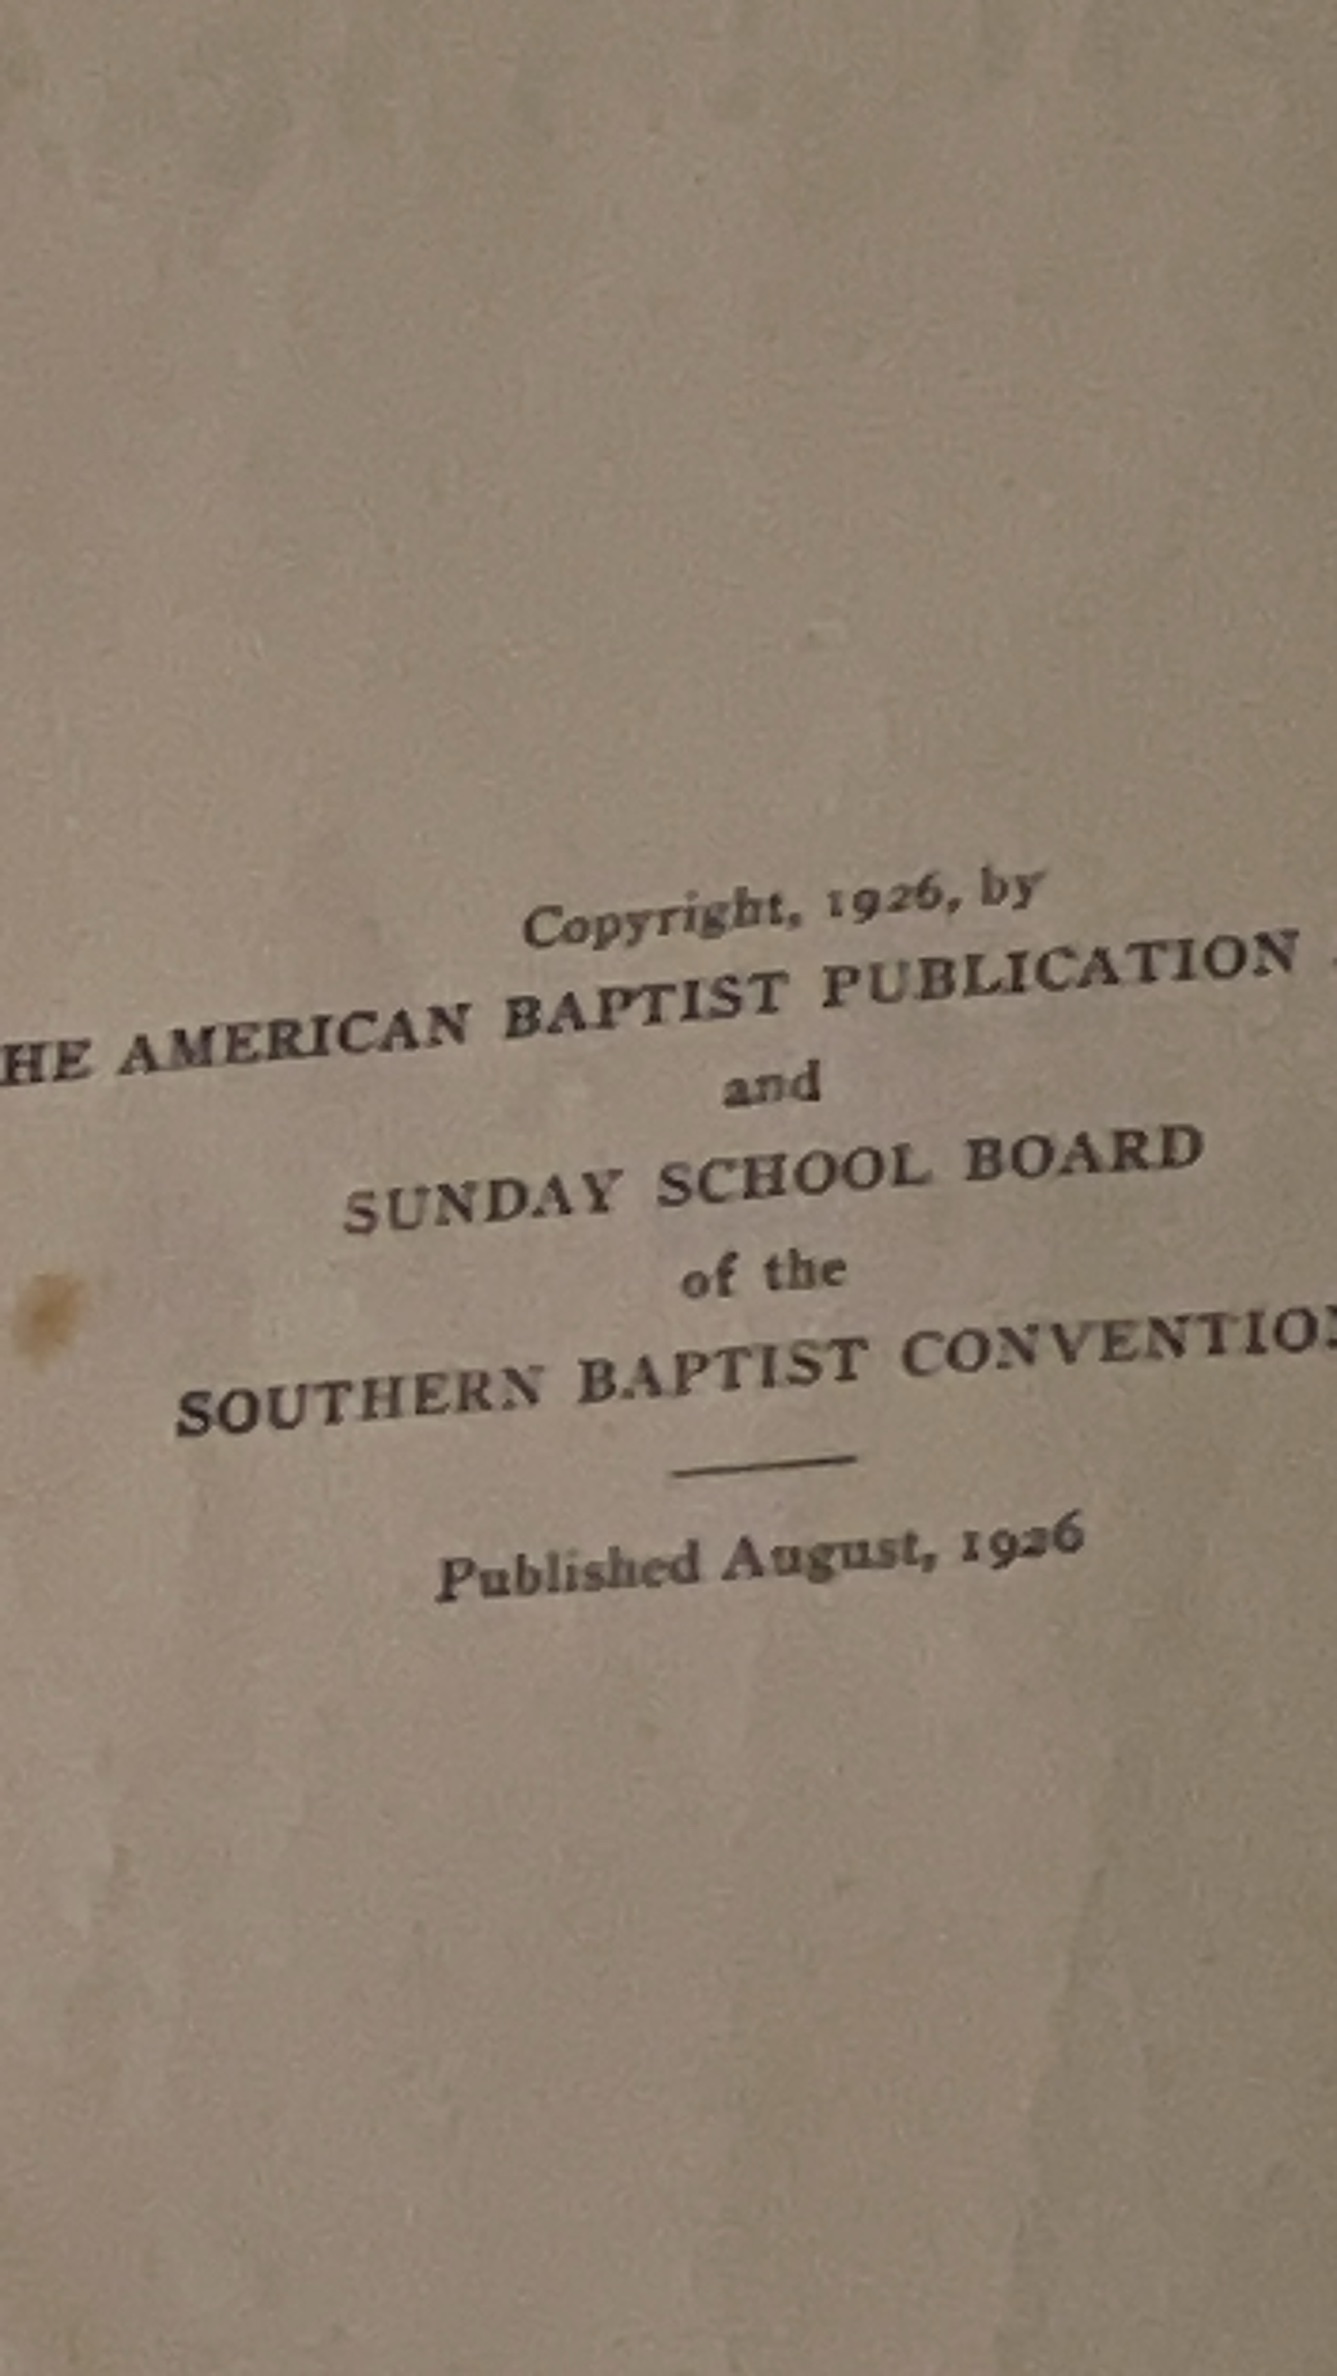 Copyright, 1926, by
HE AMERICAN BAPTIST PUBLICATION
and
SUNDAY SCHOOL BOARD
of the
SOUTHERN BAPTIST CONVENTIO
Published August, 1926